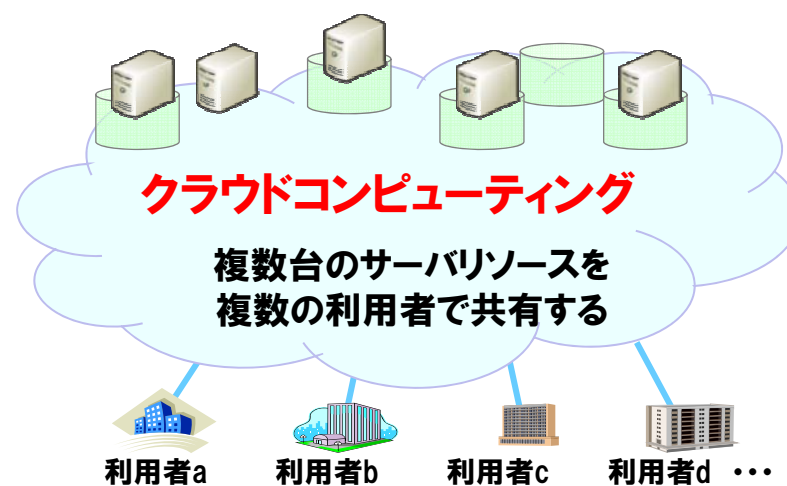 クラウドコンピューティング
複数台のサーバリソースを
複数の利用者で共有する
利用者a 利用者b 利用者c 利用者d ・・・